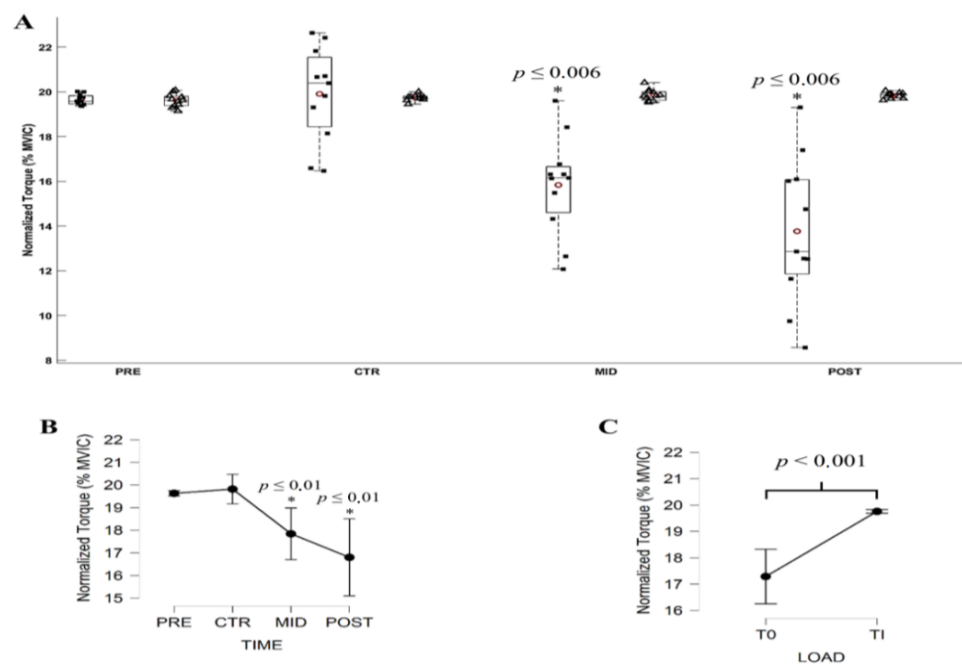 A
Normalized Torque (% MVIC)
22
20
18
16
14
12
10
8
p ≤ 0.006
*
p ≤ 0.006
*
PRE CTR MID POST
B
Normalized Torque (% MVIC)
22
21
20
19
18
17
16
15
p ≤ 0.01
*
p ≤ 0.01
*
PRE CTR MID POST
TIME
C
Normalized Torque (% MVIC)
22
21
20
19
18
17
16
p < 0.001
T0 TI
LOAD